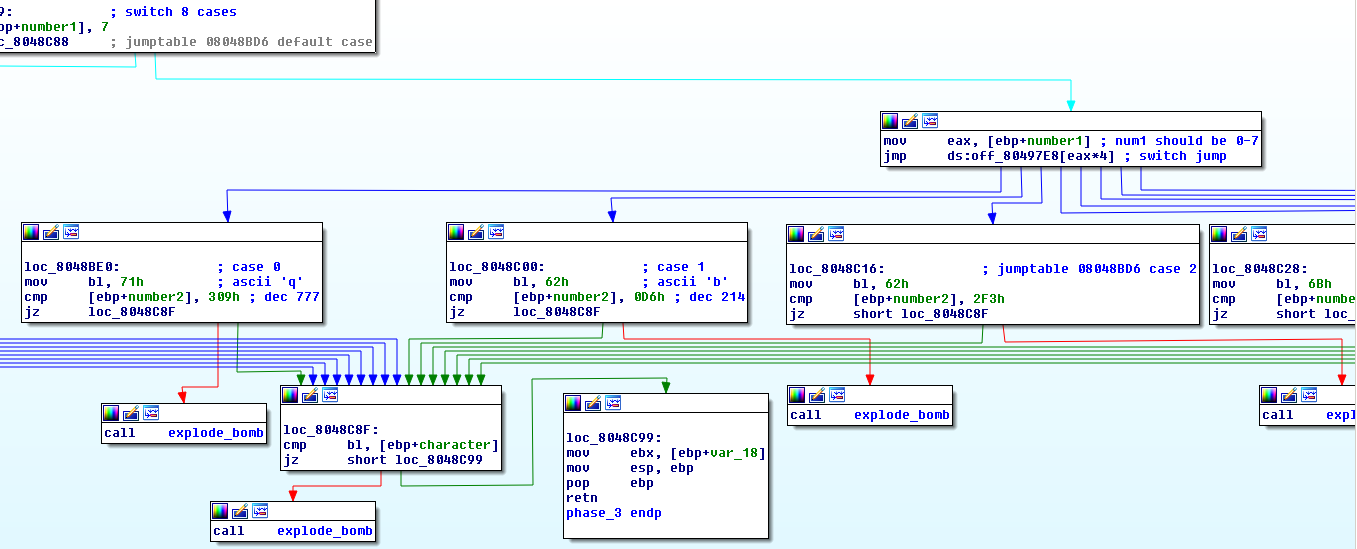 9: ; switch 8 cases
bp+number1], 7
c_8048C88 ; jumptable 08048BD6 default case
mov eax, [ebp+number1] ; num1 should be 0-7
jmp ds:off_80497E8[eax*4] ; switch jump
loc_8048BE0: ; case 0
mov bl, 71h ; ascii 'q'
cmp [ebp+number2], 309h ; dec 777
jz loc_8048C8F
loc_8048C00: ; case 1
mov bl, 62h ; ascii 'b'
cmp [ebp+number2], 0D6h ; dec 214
jz loc_8048C8F
loc_8048C16: ; jumptable 08048BD6 case 2
mov bl, 62h
cmp [ebp+number2], 2F3h
jz short loc_8048C8F
loc_8048C28:
mov bl, 6Bh
cmp [ebp+numbe
jz short loc_
call explode_bomb
loc_8048C8F:
cmp bl, [ebp+character]
jz short loc_8048C99
loc_8048C99:
mov ebx, [ebp+var_18]
mov esp, ebp
pop ebp
retn
phase_3 endp
call explode_bomb
call expl
call explode_bomb